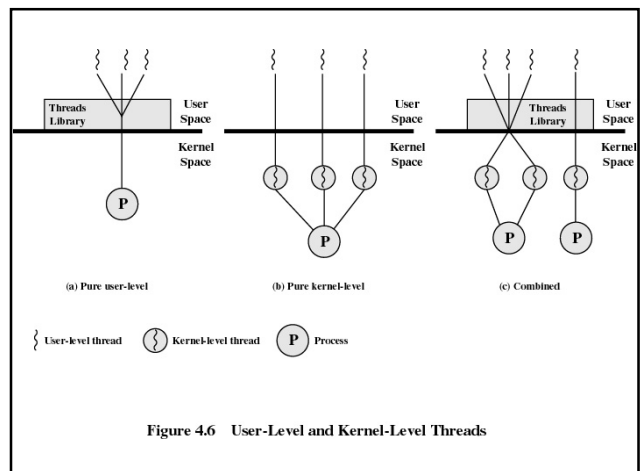 Threads
Library
User
Space
Kernel
Space
P
(a) Pure user-level
User
Space
Kernel
Space
P
(b) Pure kernel-level
Threads
Library
User
Space
Kernel
Space
P
P
(c) Combined
User-level thread
Kernel-level thread
P
Process
Figure 4.6 User-Level and Kernel-Level Threads